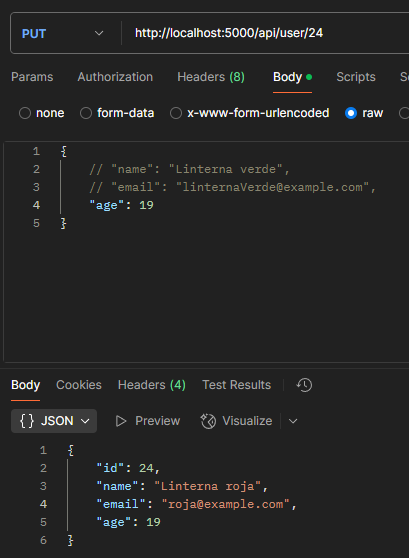 PUT http://localhost:5000/api/user/24
Params Authorization Headers (8) Body Scripts
none form-data x-www-form-urlencoded raw
1 {
2 // "name": "Linterna verde",
3 // "email": "linternaVerde@example.com",
4 "age": 19
5 }
Body Cookies Headers (4) Test Results
{} JSON Preview Visualize
1 {
2 "id": 24,
3 "name": "Linterna roja",
4 "email": "roja@example.com",
5 "age": 19
6 }